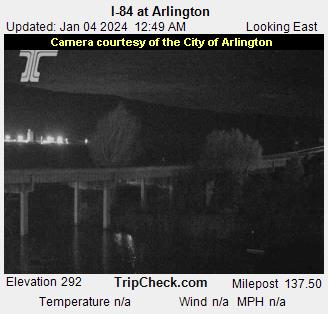 I-84 at Arlington
Updated: Jan 04 2024 12:49 AM Looking East
Camera courtesy of the City of Arlington
Elevation 292 TripCheck.com Milepost 137.50
Temperature n/a Wind n/a MPH n/a